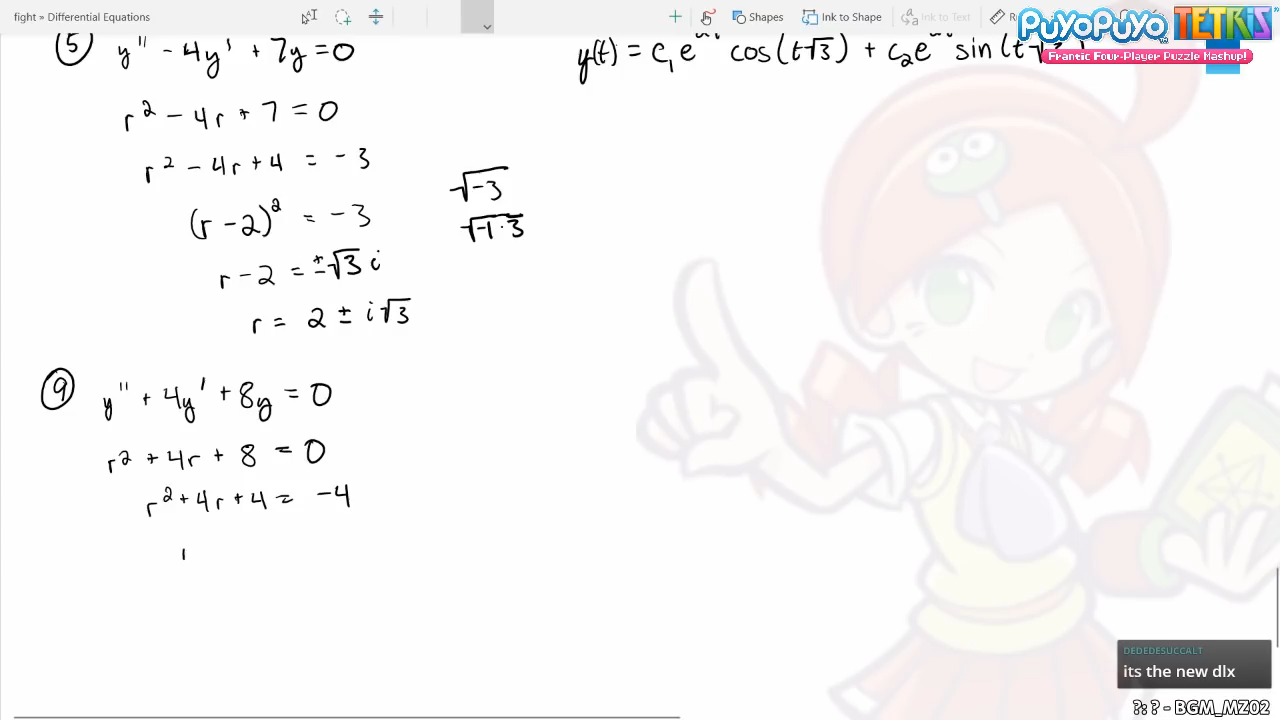 fight » Differential Equations
Shapes
Ink to Shape
Ink to Text
PUYOPUYO TETRIS
Frantic Four-Player Puzzle Mashup!
⑤ y'' - 4y' + 7y = 0
r² - 4r + 7 = 0
r² - 4r + 4 = -3
(r - 2)² = -3
r - 2 = ±√3 i
r = 2 ± i√3
√-3
√-1·3
y(t) = c₁e cos(t√3) + c₂e sin(t
⑨ y'' + 4y' + 8y = 0
r² + 4r + 8 = 0
r² + 4r + 4 = -4
DEDEDESUCCALT
its the new dlx
?: ? - BGM_MZ02